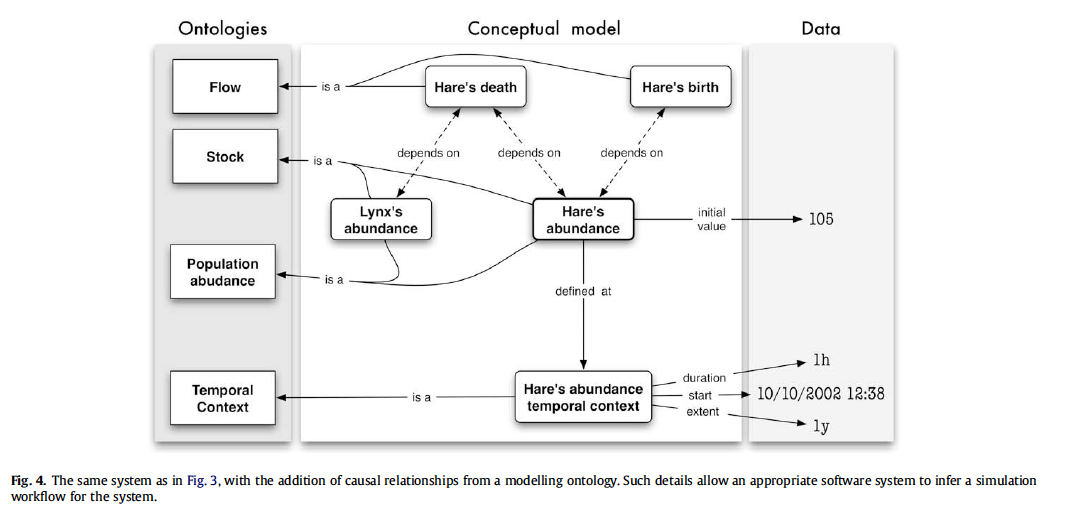 Ontologies
Conceptual model
Data
Flow
is a
Hare's death
Hare's birth
Stock
is a
depends on
depends on
depends on
Lynx's
abundance
Hare's
abundance
initial
value
105
Population
abudance
is a
defined at
Temporal
Context
is a
Hare's abundance
temporal context
duration
start
extent
1h
10/10/2002 12:38
1y
Fig. 4. The same system as in Fig. 3, with the addition of causal relationships from a modelling ontology. Such details allow an appropriate software system to infer a simulation
workflow for the system.